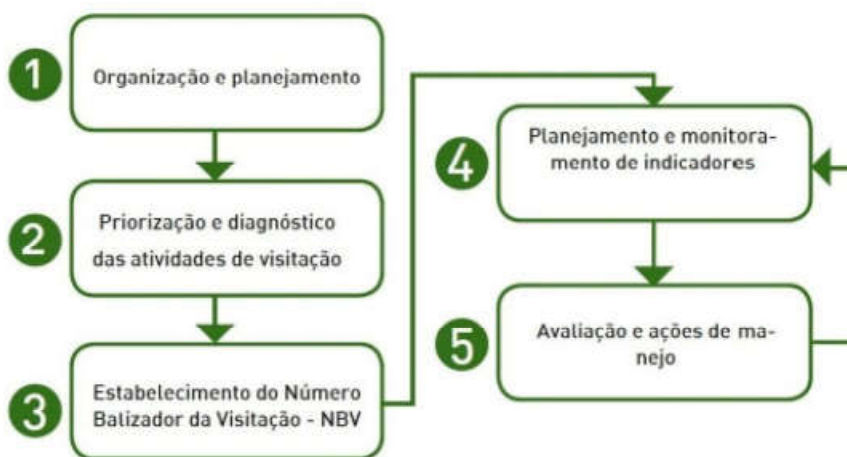 1
Organização e planejamento
2
Priorização e diagnóstico
das atividades de visitação
3
Estabelecimento do Número
Balizador da Visitação - NBV
4
Planejamento e monitora-
mento de indicadores
5
Avaliação e ações de ma-
nejo